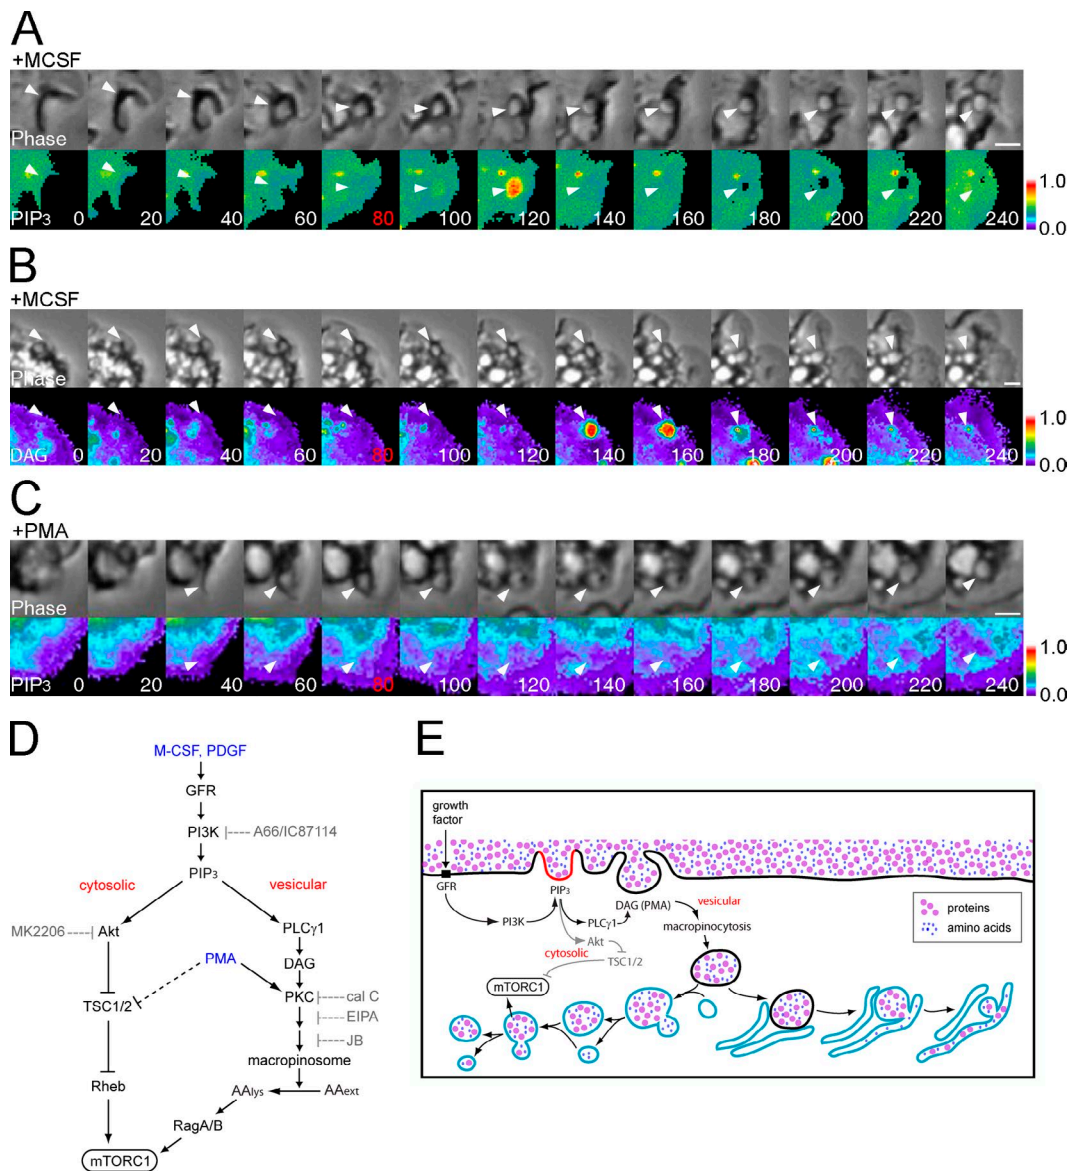 A
+MCSF
Phase
PIP3 0 20 40 60 80 100 120 140 160 180 200 220 240
1.0
0.0
B
+MCSF
Phase
DAG 0 20 40 60 80 100 120 140 160 180 200 220 240
1.0
0.0
C
+PMA
Phase
PIP3 0 20 40 60 80 100 120 140 160 180 200 220 240
1.0
0.0
D
M-CSF, PDGF
GFR
PI3K A66/IC87114
PIP3
cytosolic vesicular
MK2206 Akt PLCγ1
PMA DAG
TSC1/2 PKC cal C
EIPA
JB
macropinosome
Rheb AAlys AAext
RagA/B
mTORC1
E
growth
factor
GFR
PI3K
PIP3
PLCγ1
DAG (PMA)
vesicular
macropinocytosis
Akt
cytosolic
TSC1/2
mTORC1
proteins
amino acids